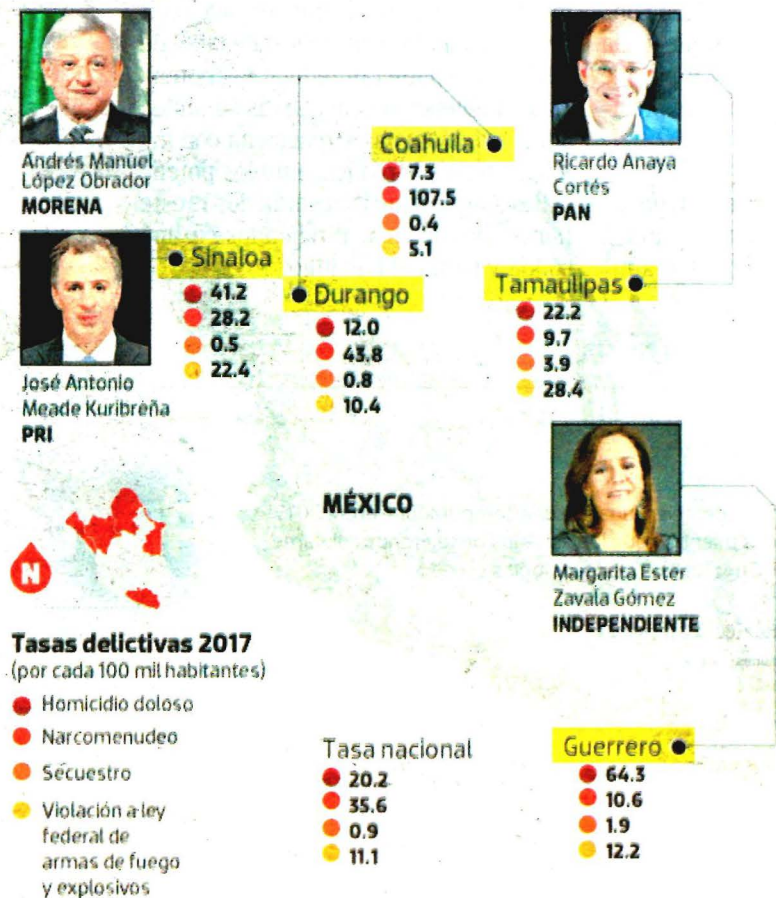 Andrés Manuel
López Obrador
MORENA
Coahuila
7.3
107.5
0.4
5.1
Ricardo Anaya
Cortés
PAN
Sinaloa
41.2
28.2
0.5
22.4
Durango
12.0
43.8
0.8
10.4
Tamaulipas
22.2
9.7
3.9
28.4
José Antonio
Meade Kuribreña
PRI
MÉXICO
N
Margarita Ester
Zavala Gómez
INDEPENDIENTE
Tasas delictivas 2017
(por cada 100 mil habitantes)
Homicidio doloso
Narcomenudeo
Secuestro
Violación a ley
federal de
armas de fuego
y explosivos
Tasa nacional
20.2
35.6
0.9
11.1
Guerrero
64.3
10.6
1.9
12.2